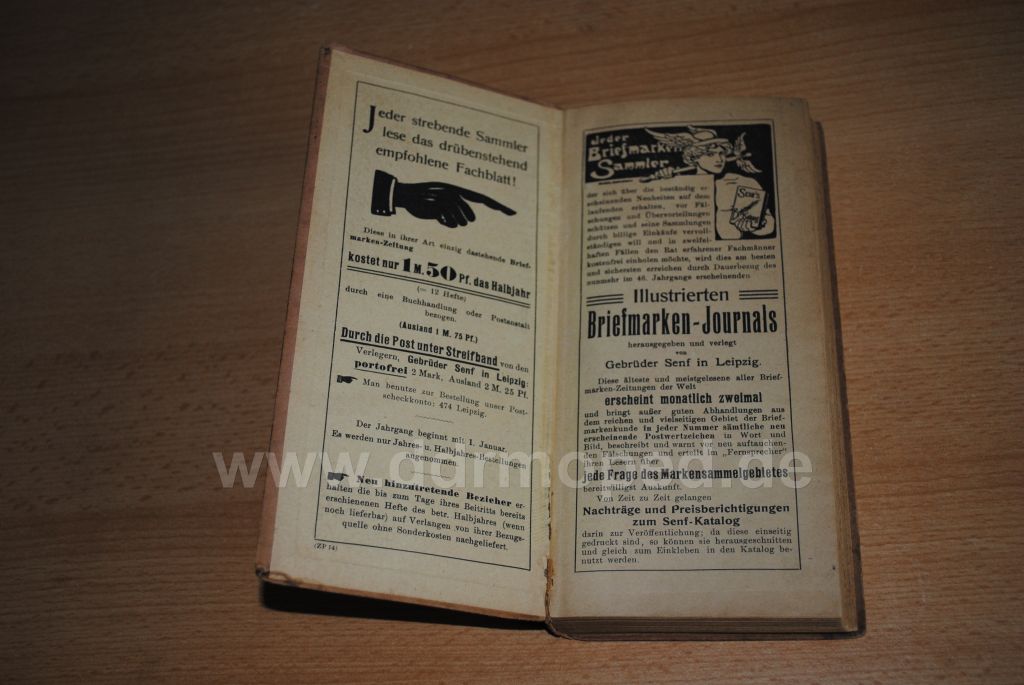 Jeder strebende Sammler
lese das drübenstehend
empfohlene Fachblatt!
Diese in ihrer Art einzig dastehende Brief-
marken-Zeitung
kostet nur 1 M. 50 Pf. das Halbjahr
(= 12 Hefte)
durch eine Buchhandlung oder Postanstalt
bezogen.
(Ausland 1 M. 75 Pf.)
Durch die Post unter Streifband von den
Verlegern, Gebrüder Senf in Leipzig:
portofrei 2 Mark, Ausland 2 M. 25 Pf.
Man benutze zur Bestellung unser Post-
scheckkonto: 474 Leipzig.
Der Jahrgang beginnt mit 1. Januar.
Es werden nur Jahres- u. Halbjahres-Bestellungen
angenommen.
Neu hinzutretende Bezieher er-
halten die bis zum Tage ihres Beitritts bereits
erschienenen Hefte des betr. Halbjahres (wenn
noch lieferbar) auf Verlangen von ihrer Bezugs-
quelle ohne Sonderkosten nachgeliefert.
(ZP 14)
Jeder
Briefmarken
Sammler
der sich über die beständig er-
scheinenden Neuheiten auf dem
Laufenden erhalten, vor Fäl-
schungen und Übervorteilungen
schützen und seine Sammlungen
durch billige Einkäufe vervoll-
ständigen will und in zweifel-
haften Fällen den Rat erfahrener Fachmänner
kostenfrei einholen möchte, wird dies am besten
und sichersten erreichen durch Dauerbezug des
nunmehr im 46. Jahrgange erscheinenden
Illustrierten
Briefmarken-Journals
herausgegeben und verlegt
von
Gebrüder Senf in Leipzig.
Diese älteste und meistgelesene aller Brief-
marken-Zeitungen der Welt
erscheint monatlich zweimal
und bringt außer guten Abhandlungen aus
dem reichen und vielseitigen Gebiet der Brief-
markenkunde in jeder Nummer sämtliche neu
erscheinende Postwertzeichen in Wort und
Bild, beschreibt und warnt vor neu auftauchen-
den Fälschungen und erteilt im „Fernsprecher“
ihren Lesern über
jede Frage des Markensammelgebietes
bereitwilligst Auskunft.
Von Zeit zu Zeit gelangen
Nachträge und Preisberichtigungen
zum Senf-Katalog
darin zur Veröffentlichung; da diese einseitig
gedruckt sind, so können sie herausgeschnitten
und gleich zum Einkleben in den Katalog be-
nutzt werden.